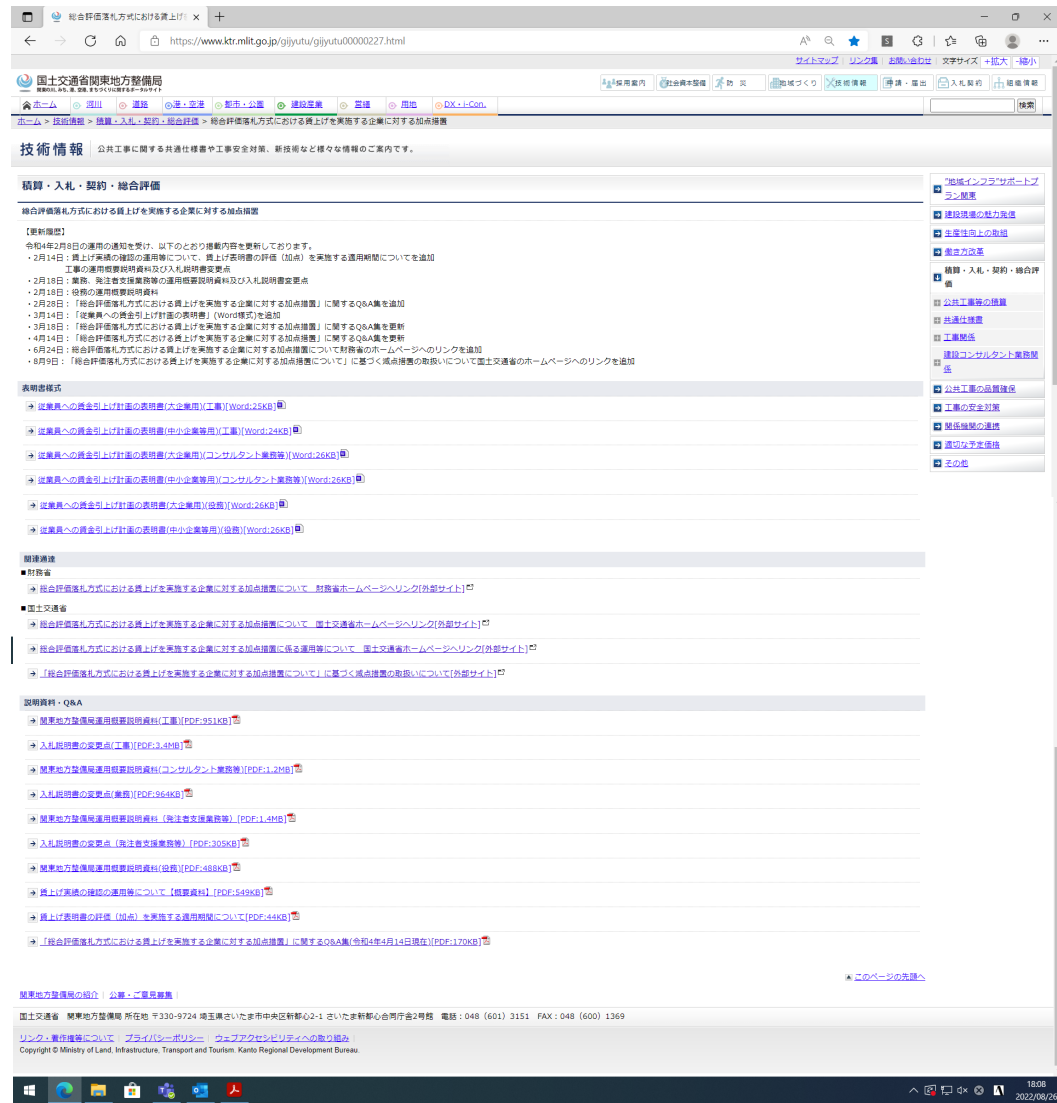 総合評価落札方式における賃上げ
https://www.ktr.mlit.go.jp/gijyutu/gijyutu00000227.html
サイトマップ | リンク集 | お問い合わせ 文字サイズ +拡大 -縮小
国土交通省関東地方整備局
採用案内 社会資本整備 防 災 地域づくり 技術情報 申請・届出 入札契約 組織情報
ホーム 河川 道路 港・空港 都市・公園 建設産業 営繕 用地 DX・i-Con.
検索
ホーム > 技術情報 > 積算・入札・契約・総合評価 > 総合評価落札方式における賃上げを実施する企業に対する加点措置
技術情報 公共工事に関する共通仕様書や工事安全対策、新技術など様々な情報のご案内です。
積算・入札・契約・総合評価
総合評価落札方式における賃上げを実施する企業に対する加点措置
【更新履歴】
令和4年2月8日の運用の通知を受け、以下のとおり掲載内容を更新しております。
・2月14日:賃上げ実績の確認の運用等について、賃上げ表明書の評価(加点)を実施する適用期間についてを追加
工事の運用概要説明資料及び入札説明書変更点
・2月18日:業務、発注者支援業務等の運用概要説明資料及び入札説明書変更点
・2月18日:役務の運用概要説明資料
・2月28日:「総合評価落札方式における賃上げを実施する企業に対する加点措置」に関するQ&A集を追加
・3月14日:「従業員への賃金引上げ計画の表明書」(Word様式)を追加
・3月18日:「総合評価落札方式における賃上げを実施する企業に対する加点措置」に関するQ&A集を更新
・4月14日:「総合評価落札方式における賃上げを実施する企業に対する加点措置」に関するQ&A集を更新
・6月24日:総合評価落札方式における賃上げを実施する企業に対する加点措置について財務省のホームページへのリンクを追加
・8月9日:「総合評価落札方式における賃上げを実施する企業に対する加点措置について」に基づく減点措置の取扱いについて国土交通省のホームページへのリンクを追加
表明書様式
従業員への賃金引上げ計画の表明書(大企業用)(工事)[Word:25KB]
従業員への賃金引上げ計画の表明書(中小企業等用)(工事)[Word:24KB]
従業員への賃金引上げ計画の表明書(大企業用)(コンサルタント業務等)[Word:26KB]
従業員への賃金引上げ計画の表明書(中小企業等用)(コンサルタント業務等)[Word:26KB]
従業員への賃金引上げ計画の表明書(大企業用)(役務)[Word:26KB]
従業員への賃金引上げ計画の表明書(中小企業等用)(役務)[Word:26KB]
関連通達
■財務省
総合評価落札方式における賃上げを実施する企業に対する加点措置について 財務省ホームページへリンク[外部サイト]
■国土交通省
総合評価落札方式における賃上げを実施する企業に対する加点措置について 国土交通省ホームページへリンク[外部サイト]
総合評価落札方式における賃上げを実施する企業に対する加点措置に係る運用等について 国土交通省ホームページへリンク[外部サイト]
「総合評価落札方式における賃上げを実施する企業に対する加点措置について」に基づく減点措置の取扱いについて[外部サイト]
説明資料・Q&A
関東地方整備局運用概要説明資料(工事)[PDF:951KB]
入札説明書の変更点(工事)[PDF:3.4MB]
関東地方整備局運用概要説明資料(コンサルタント業務等)[PDF:1.2MB]
入札説明書の変更点(業務)[PDF:964KB]
関東地方整備局運用概要説明資料(発注者支援業務等)[PDF:1.4MB]
入札説明書の変更点(発注者支援業務等)[PDF:305KB]
関東地方整備局運用概要説明資料(役務)[PDF:488KB]
賃上げ実績の確認の運用等について【概要資料】[PDF:549KB]
賃上げ表明書の評価(加点)を実施する適用期間について[PDF:44KB]
「総合評価落札方式における賃上げを実施する企業に対する加点措置」に関するQ&A集(令和4年4月14日現在)[PDF:170KB]
"地域インフラ"サポートプ
ラン関東
建設現場の魅力発信
生産性向上の取組
働き方改革
積算・入札・契約・総合評
価
公共工事等の積算
共通仕様書
工事関係
建設コンサルタント業務関
係
公共工事の品質確保
工事の安全対策
関係機関の連携
適切な予定価格
その他
このページの先頭へ
関東地方整備局の紹介 | 公募・ご意見募集
国土交通省 関東地方整備局 所在地 〒330-9724 埼玉県さいたま市中央区新都心2-1 さいたま新都心合同庁舎2号館 電話:048 (601) 3151 FAX:048 (600) 1369
リンク・著作権等について | プライバシーポリシー | ウェブアクセシビリティへの取り組み
Copyright© Ministry of Land, Infrastructure, Transport and Tourism. Kanto Regional Development Bureau.
18:08
2022/08/26